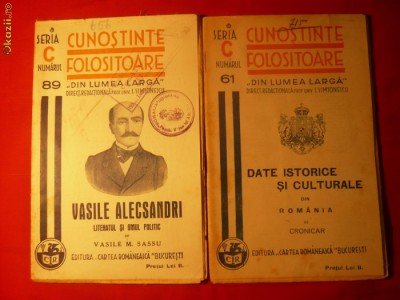 SERIA
C
NUMĂRUL
89
CUNOSTINTE
FOLOSITOARE
„DIN LUMEA LARGĂ"
VASILE ALECSANDRI
LITERATUL ȘI OMUL POLITIC
de
VASILE M. SASSU
EDITURA „CARTEA ROMÂNEASCĂ" BUCUREȘTI
Prețul Lei 8.
SERIA
C
NUMĂRUL
61
CUNOSTINTE
FOLOSITOARE
„DIN LUMEA LARGĂ"
DATE ISTORICE
ȘI CULTURALE
DIN
ROMÂNIA
DE
CRONICAR
EDITURA „CARTEA ROMÂNEASCĂ" BUCUREȘTI
Prețul Lei 8.
Okazii.ro